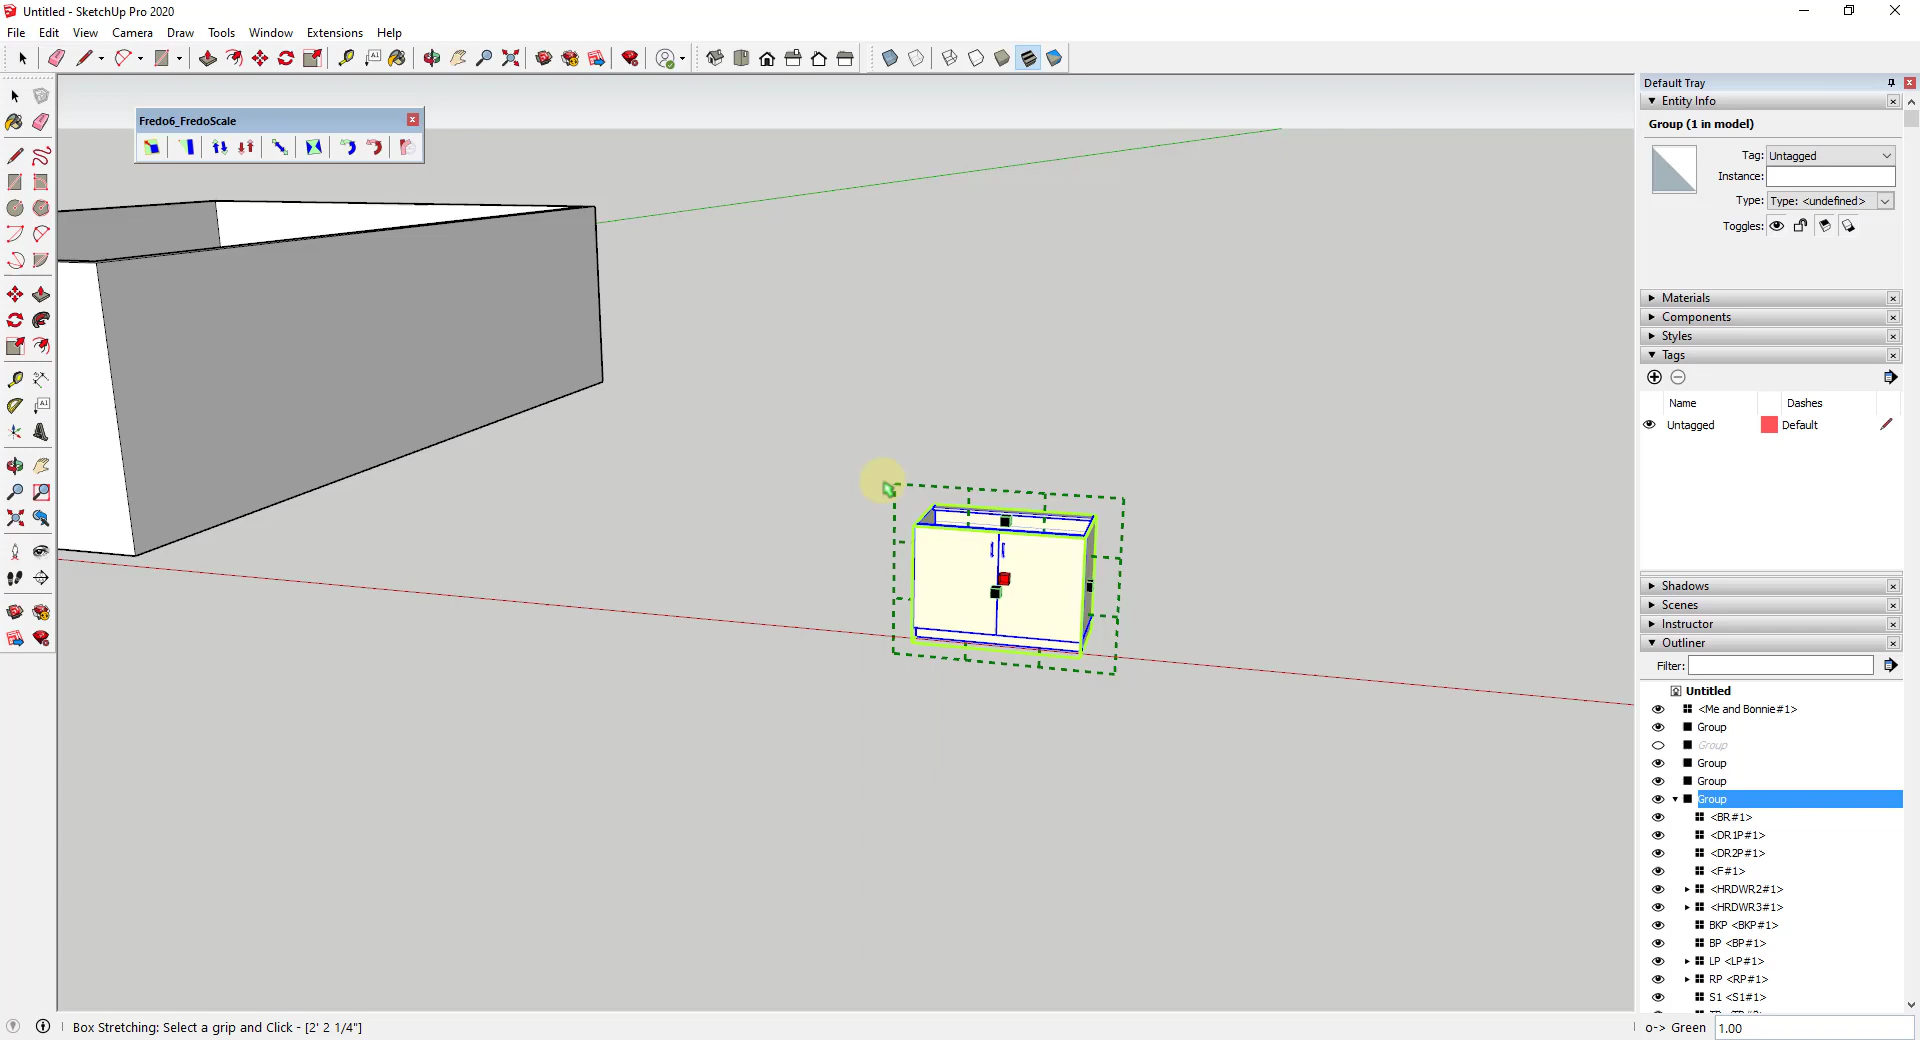 Untitled - SketchUp Pro 2020
File Edit View Camera Draw Tools Window Extensions Help
Fredo6_FredoScale
Default Tray
Entity Info
Group (1 in model)
Tag: Untagged
Instance:
Type: Type: <undefined>
Toggles:
Materials
Components
Styles
Tags
Name Dashes
Untagged Default
Shadows
Scenes
Instructor
Outliner
Filter:
Untitled
<Me and Bonnie#1>
Group
Group
Group
Group
Group
<BR#1>
<DR1P#1>
<DR2P#1>
<F#1>
<HRDWR2#1>
<HRDWR3#1>
BKP <BKP#1>
BP <BP#1>
LP <LP#1>
RP <RP#1>
S1 <S1#1>
Box Stretching: Select a grip and Click - [2' 2 1/4"]
o-> Green 1.00